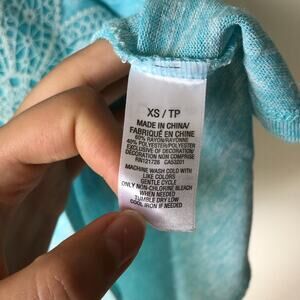 XS / TP
MADE IN CHINA/
FABRIQUÉ EN CHINE
60% RAYON/RAYONNE
40% POLYESTER/POLYESTER
EXCLUSIVE OF DECORATION/
DÉCORATION NON COMPRISE
RN121726 CA53201
MACHINE WASH COLD WITH
LIKE COLORS
GENTLE CYCLE
ONLY NON-CHLORINE BLEACH
WHEN NEEDED
TUMBLE DRY LOW
COOL IRON IF NEEDED